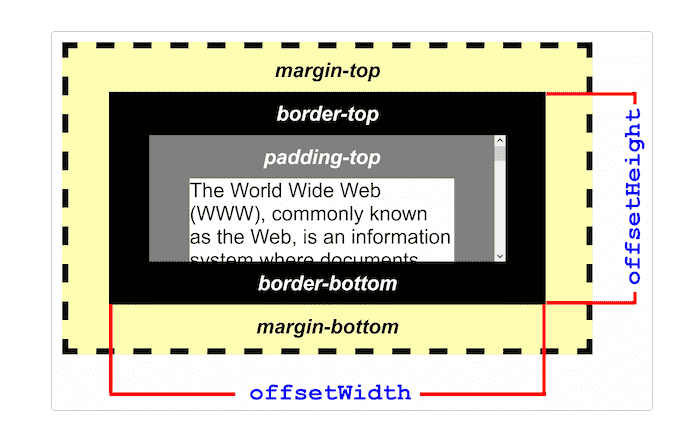 margin-top
border-top
padding-top
The World Wide Web
(WWW), commonly known
as the Web, is an information
system where documents
border-bottom
margin-bottom
offsetWidth
offsetHeight